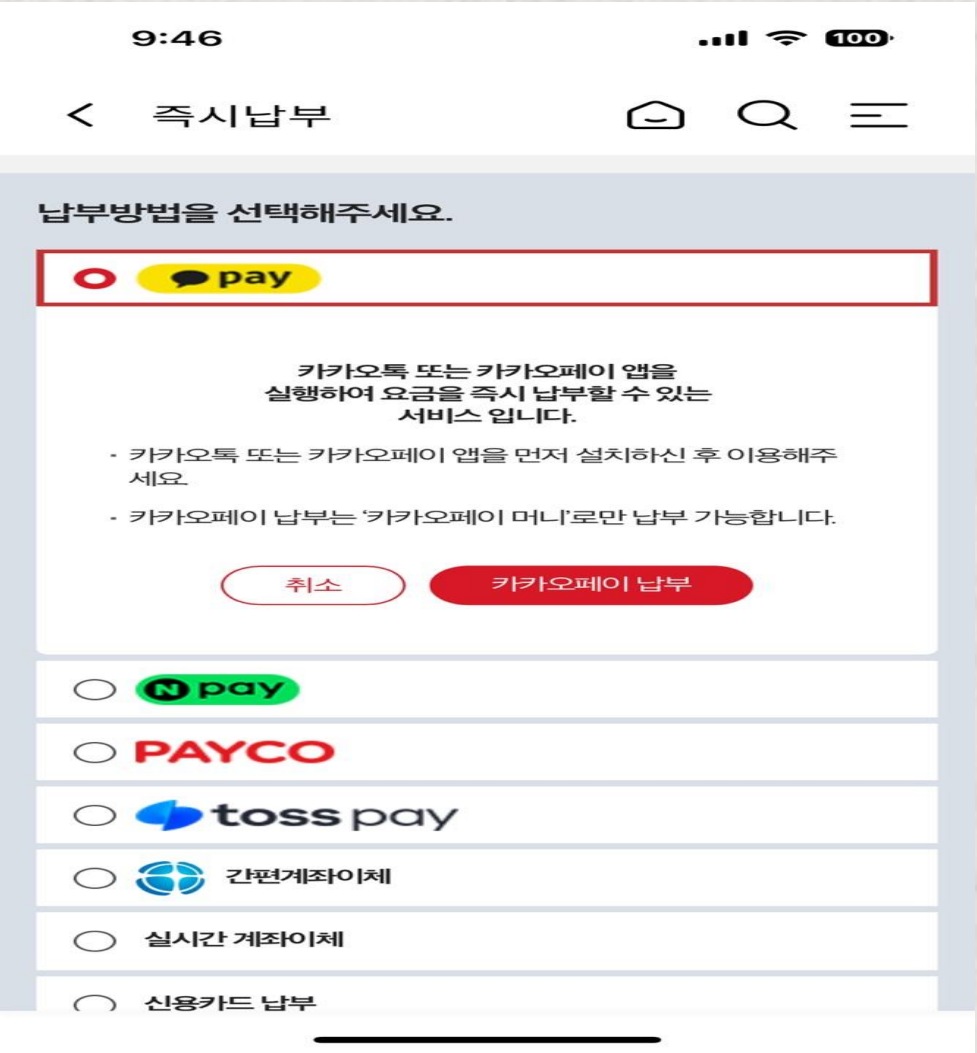 9:46
100
즉시납부
납부방법을 선택해주세요.
pay
카카오톡 또는 카카오페이 앱을
실행하여 요금을 즉시 납부할 수 있는
서비스 입니다.
· 카카오톡 또는 카카오페이 앱을 먼저 설치하신 후 이용해주
세요.
· 카카오페이 납부는 ‘카카오페이 머니’로만 납부 가능합니다.
취소
카카오페이 납부
N pay
PAYCO
toss pay
간편계좌이체
실시간 계좌이체
신용카드 납부